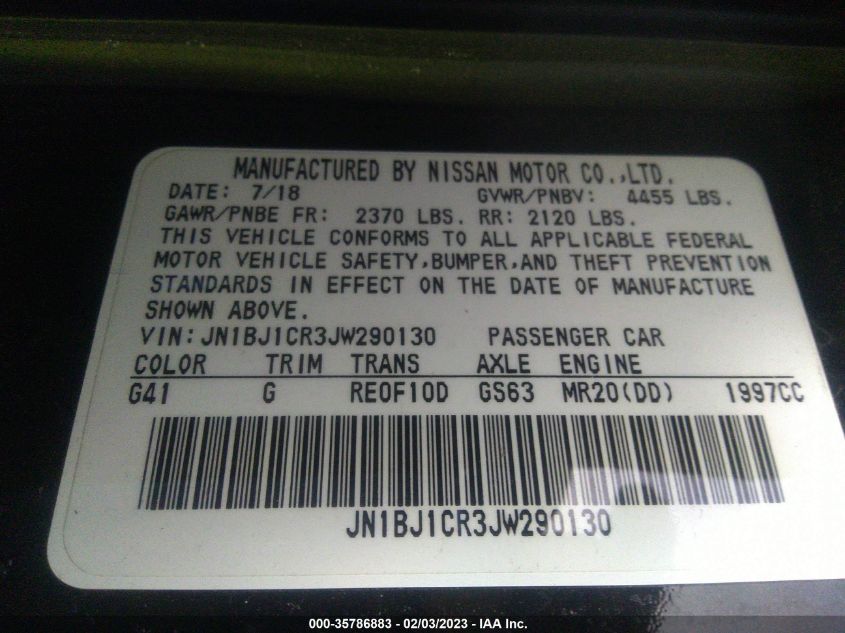 MANUFACTURED BY NISSAN MOTOR CO.,LTD.
DATE: 7/18 GVWR/PNBV: 4455 LBS.
GAWR/PNBE FR: 2370 LBS. RR: 2120 LBS.
THIS VEHICLE CONFORMS TO ALL APPLICABLE FEDERAL
MOTOR VEHICLE SAFETY,BUMPER,AND THEFT PREVENTION
STANDARDS IN EFFECT ON THE DATE OF MANUFACTURE
SHOWN ABOVE.
VIN:JN1BJ1CR3JW290130 PASSENGER CAR
COLOR TRIM TRANS AXLE ENGINE
G41 G RE0F10D GS63 MR20(DD) 1997CC
JN1BJ1CR3JW290130
000-35786883 - 02/03/2023 - IAA Inc.